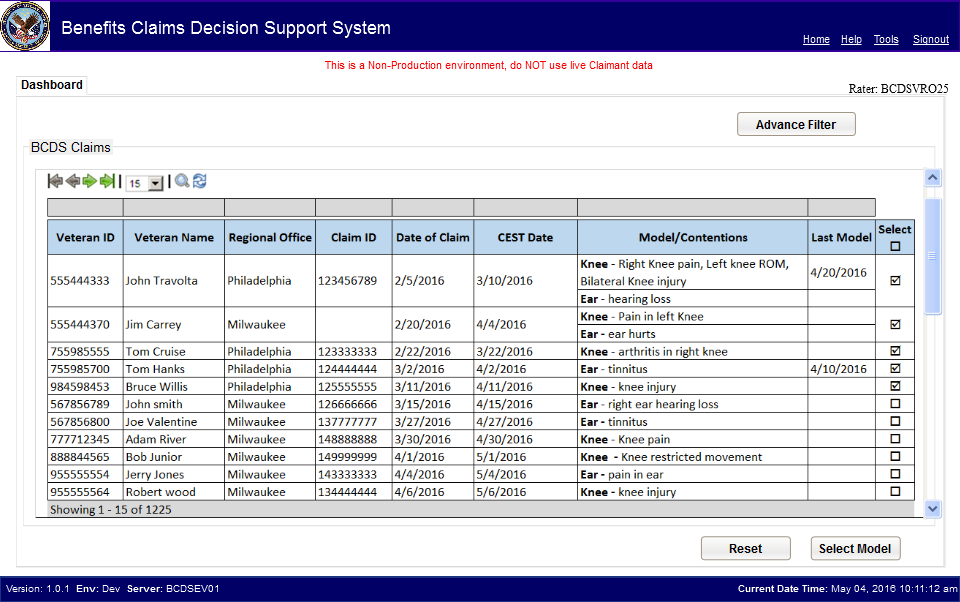 Benefits Claims Decision Support System
Home Help Tools Signout
This is a Non-Production environment, do NOT use live Claimant data
Dashboard
Rater: BCDSVRO25
Advance Filter
BCDS Claims
15
Veteran ID Veteran Name Regional Office Claim ID Date of Claim CEST Date Model/Contentions Last Model Select
555444333 John Travolta Philadelphia 123456789 2/5/2016 3/10/2016 Knee - Right Knee pain, Left knee ROM, 4/20/2016
Bilateral Knee injury
Ear - hearing loss
555444370 Jim Carrey Milwaukee 2/20/2016 4/4/2016 Knee - Pain in left Knee
Ear - ear hurts
755985555 Tom Cruise Philadelphia 123333333 2/22/2016 3/22/2016 Knee - arthritis in right knee
755985700 Tom Hanks Philadelphia 124444444 3/2/2016 4/2/2016 Ear - tinnitus 4/10/2016
984598453 Bruce Willis Philadelphia 125555555 3/11/2016 4/11/2016 Knee - knee injury
567856789 John smith Milwaukee 126666666 3/15/2016 4/15/2016 Ear - right ear hearing loss
567856800 Joe Valentine Milwaukee 137777777 3/27/2016 4/27/2016 Ear - tinnitus
777712345 Adam River Milwaukee 148888888 3/30/2016 4/30/2016 Knee - Knee pain
888844565 Bob Junior Milwaukee 149999999 4/1/2016 5/1/2016 Knee - Knee restricted movement
955555554 Jerry Jones Milwaukee 143333333 4/4/2016 5/4/2016 Ear - pain in ear
955555564 Robert wood Milwaukee 134444444 4/6/2016 5/6/2016 Knee - knee injury
Showing 1 - 15 of 1225
Reset Select Model
Version: 1.0.1 Env: Dev Server: BCDSEV01 Current Date Time: May 04, 2016 10:11:12 am